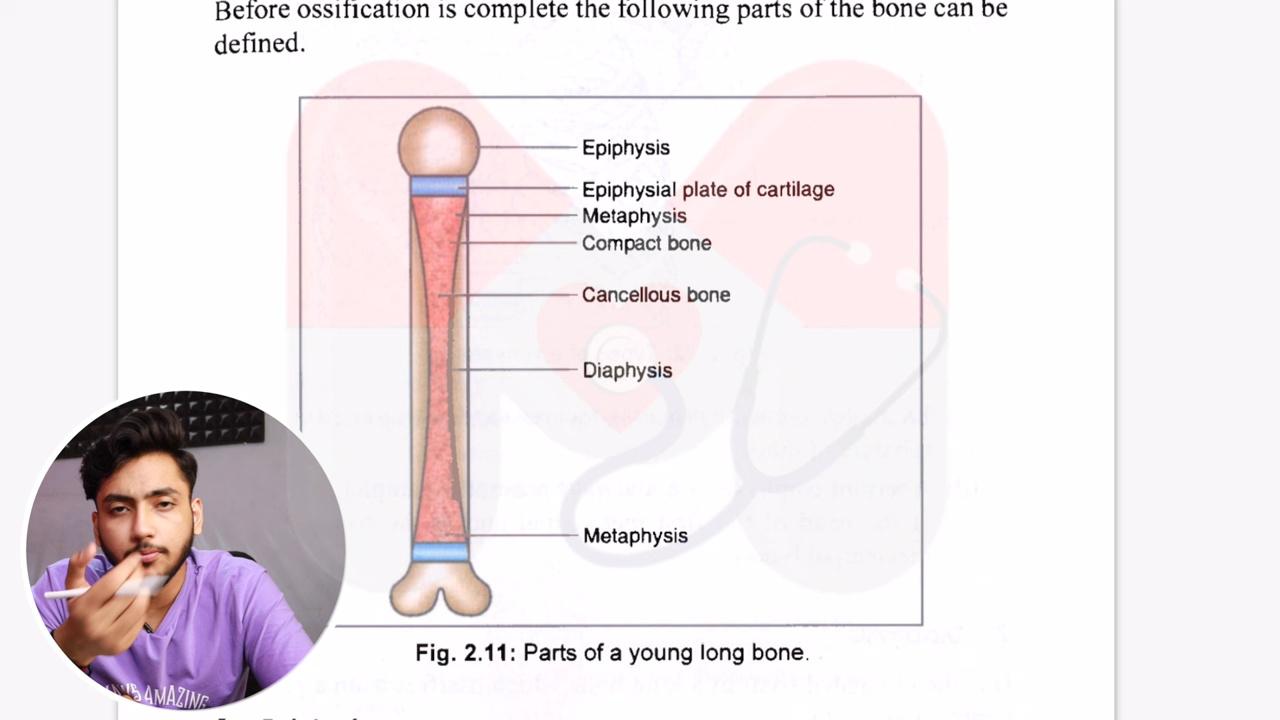 Before ossification is complete the following parts of the bone can be
defined.
Epiphysis
Epiphysial plate of cartilage
Metaphysis
Compact bone
Cancellous bone
Diaphysis
Metaphysis
Fig. 2.11: Parts of a young long bone.
AMAZING